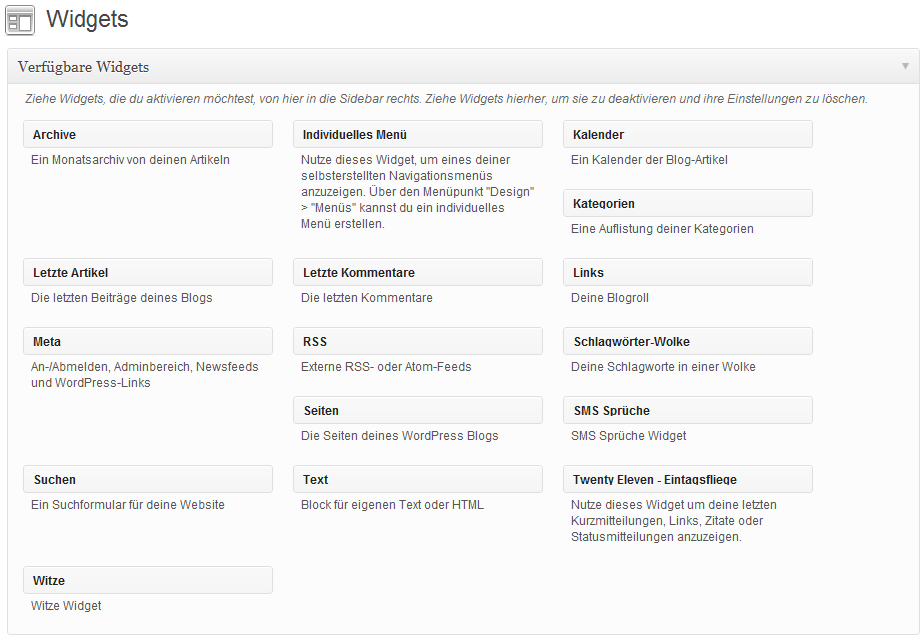 Widgets
Verfügbare Widgets
Ziehe Widgets, die du aktivieren möchtest, von hier in die Sidebar rechts. Ziehe Widgets hierher, um sie zu deaktivieren und ihre Einstellungen zu löschen.
Archive
Ein Monatsarchiv von deinen Artikeln
Individuelles Menü
Nutze dieses Widget, um eines deiner
selbsterstellten Navigationsmenüs
anzuzeigen. Über den Menüpunkt "Design"
> "Menüs" kannst du ein individuelles
Menü erstellen.
Kalender
Ein Kalender der Blog-Artikel
Kategorien
Eine Auflistung deiner Kategorien
Letzte Artikel
Die letzten Beiträge deines Blogs
Letzte Kommentare
Die letzten Kommentare
Links
Deine Blogroll
Meta
An-/Abmelden, Adminbereich, Newsfeeds
und WordPress-Links
RSS
Externe RSS- oder Atom-Feeds
Schlagwörter-Wolke
Deine Schlagworte in einer Wolke
Seiten
Die Seiten deines WordPress Blogs
SMS Sprüche
SMS Sprüche Widget
Suchen
Ein Suchformular für deine Website
Text
Block für eigenen Text oder HTML
Twenty Eleven - Eintagsfliege
Nutze dieses Widget um deine letzten
Kurzmitteilungen, Links, Zitate oder
Statusmitteilungen anzuzeigen.
Witze
Witze Widget